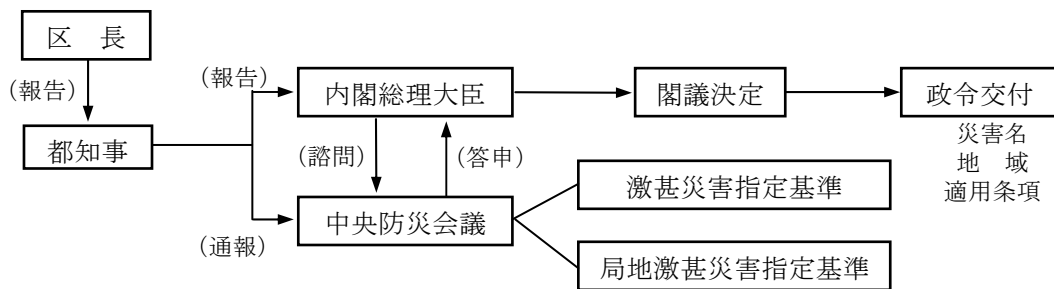 区　長
（報告）
都知事
（報告）
（通報）
内閣総理大臣
（諮問）
（答申）
中央防災会議
閣議決定
政令交付
災害名
地　域
適用条項
激甚災害指定基準
局地激甚災害指定基準